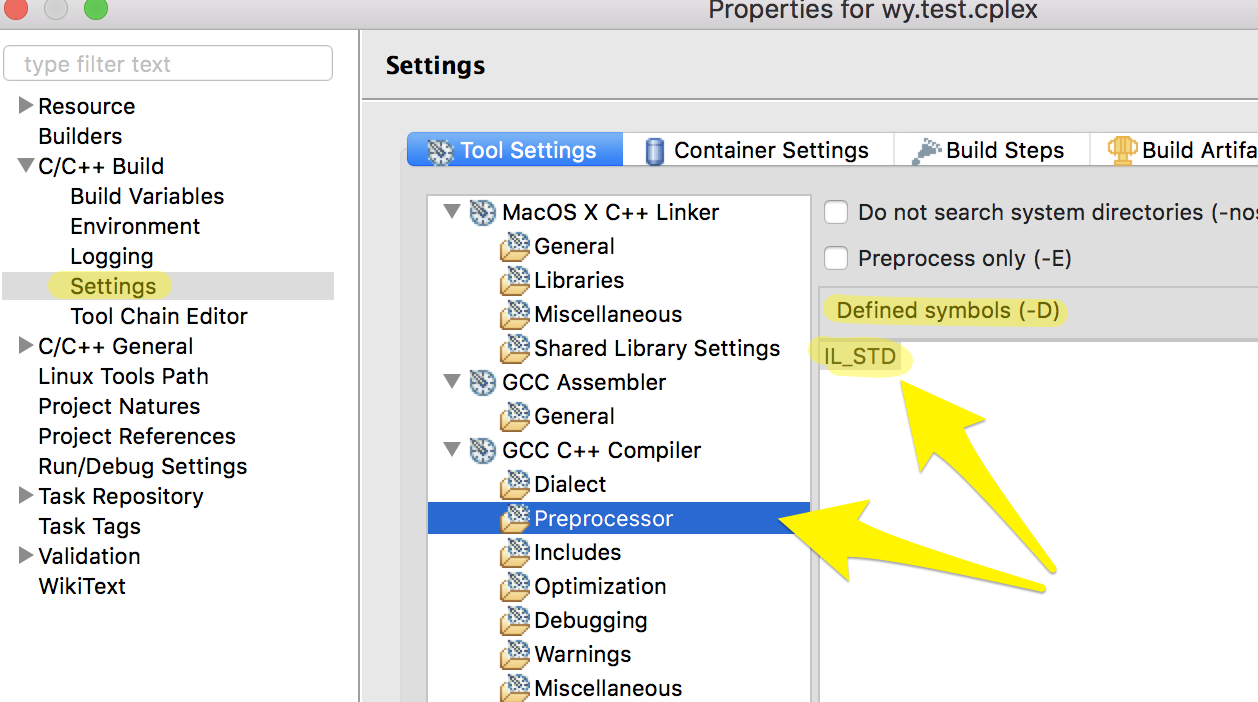 Properties for wy.test.cplex
type filter text
Resource
Builders
C/C++ Build
Build Variables
Environment
Logging
Settings
Tool Chain Editor
C/C++ General
Linux Tools Path
Project Natures
Project References
Run/Debug Settings
Task Repository
Task Tags
Validation
WikiText
Settings
Tool Settings
Container Settings
Build Steps
Build Artifa
MacOS X C++ Linker
General
Libraries
Miscellaneous
Shared Library Settings
GCC Assembler
General
GCC C++ Compiler
Dialect
Preprocessor
Includes
Optimization
Debugging
Warnings
Miscellaneous
Do not search system directories (-nos
Preprocess only (-E)
Defined symbols (-D)
IL_STD